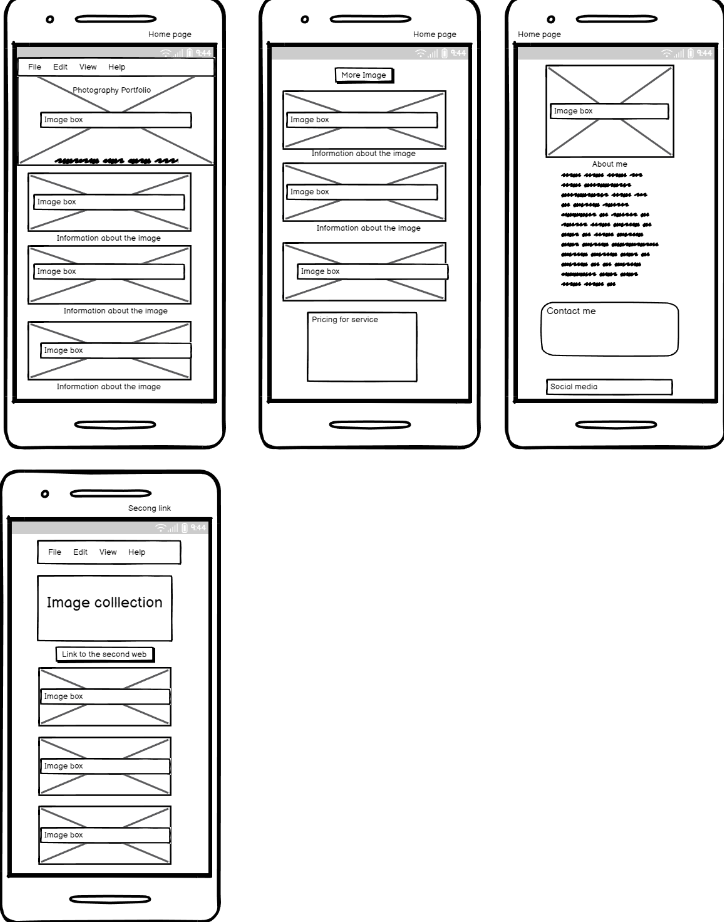 Home page
9:44
File Edit View Help
Photography Portfolio
Image box
Image box
Information about the image
Image box
Information about the image
Image box
Information about the image
Home page
9:44
More Image
Image box
Information about the image
Image box
Information about the image
Image box
Pricing for service
Home page
9:44
Image box
About me
Contact me
Social media
Secong link
9:44
File Edit View Help
Image colllection
Link to the second web
Image box
Image box
Image box